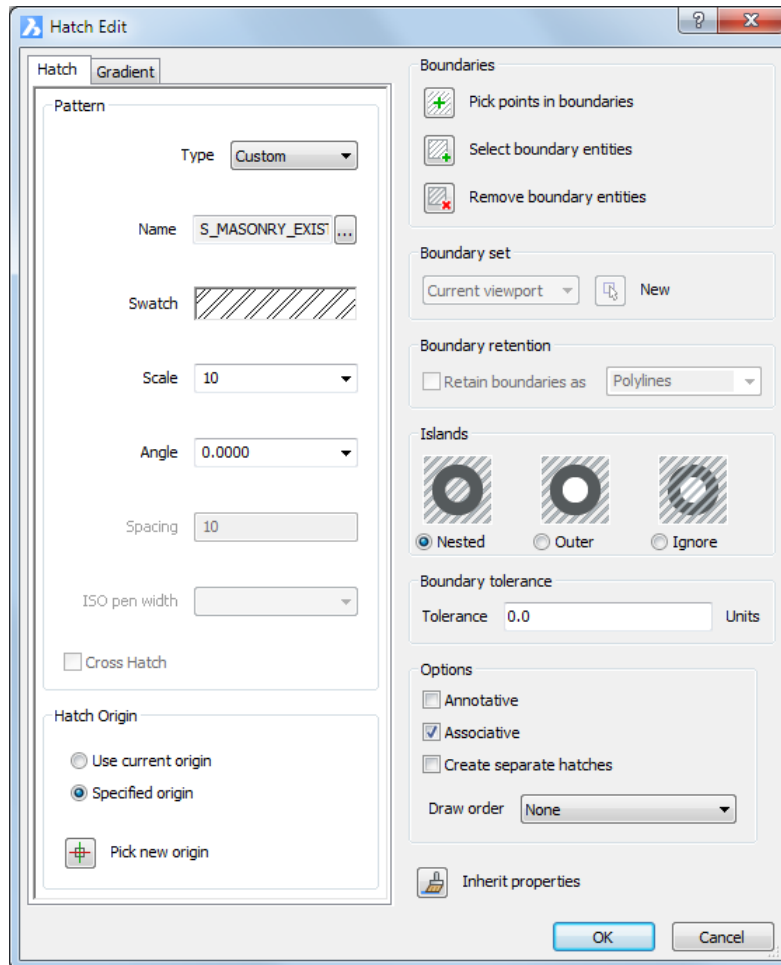 Hatch Edit
Hatch
Gradient
Pattern
Type
Custom
Name
S_MASONRY_EXIST
...
Swatch
Scale
10
Angle
0.0000
Spacing
10
ISO pen width
Cross Hatch
Hatch Origin
Use current origin
Specified origin
Pick new origin
Boundaries
Pick points in boundaries
Select boundary entities
Remove boundary entities
Boundary set
Current viewport
New
Boundary retention
Retain boundaries as
Polylines
Islands
Nested
Outer
Ignore
Boundary tolerance
Tolerance
0.0
Units
Options
Annotative
Associative
Create separate hatches
Draw order
None
Inherit properties
OK
Cancel